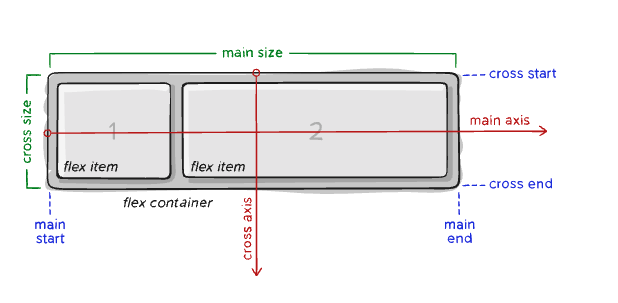 main size
cross start
cross size
1
2
main axis
flex item
flex item
cross end
flex container
cross axis
main
start
main
end